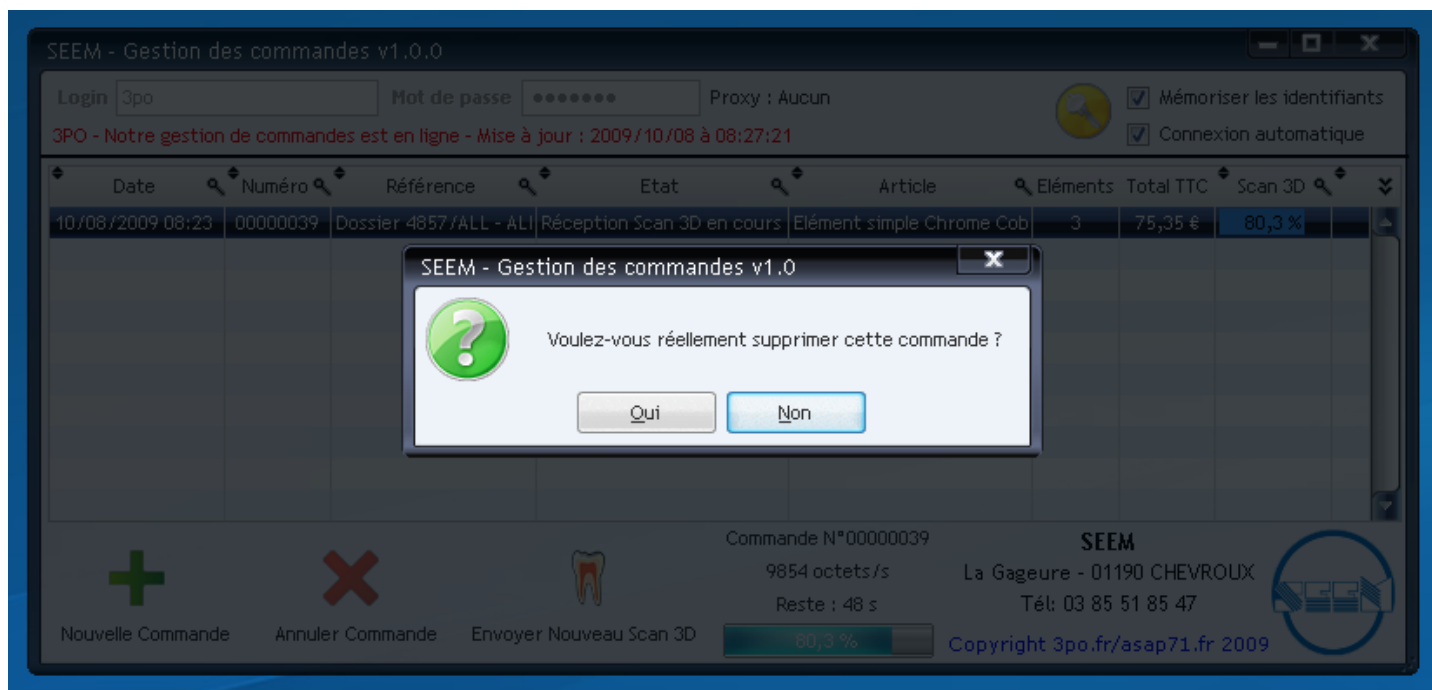 SEEM - Gestion des commandes v1.0.0
Login 3po Mot de passe ••••••• Proxy : Aucun
Mémoriser les identifiants
3PO - Notre gestion de commandes est en ligne - Mise à jour : 2009/10/08 à 08:27:21
Connexion automatique
Date Numéro Référence Etat Article Eléments Total TTC Scan 3D
10/08/2009 08:23 00000039 Dossier 4857/ALL - ALI Réception Scan 3D en cours Elément simple Chrome Cob 3 75,35 € 80,3 %
SEEM - Gestion des commandes v1.0
Voulez-vous réellement supprimer cette commande ?
Oui Non
Nouvelle Commande
Annuler Commande
Envoyer Nouveau Scan 3D
Commande N°00000039
9854 octets/s
Reste : 48 s
80,3 %
SEEM
La Gageure - 01190 CHEVROUX
Tél: 03 85 51 85 47
Copyright 3po.fr/asap71.fr 2009
SEEM